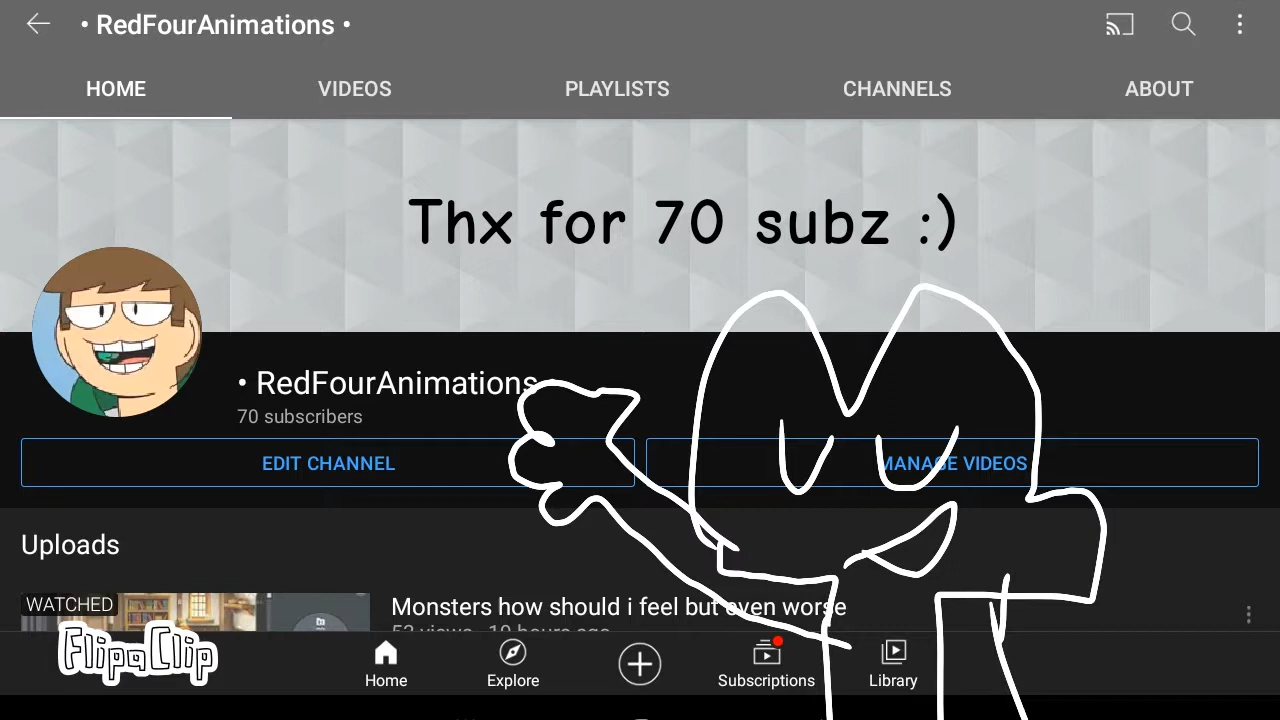 • RedFourAnimations •
HOME VIDEOS PLAYLISTS CHANNELS ABOUT
Thx for 70 subz :)
• RedFourAnimations
70 subscribers
EDIT CHANNEL MANAGE VIDEOS
Uploads
WATCHED
Monsters how should i feel but even worse
FlipaClip
Home Explore Subscriptions Library